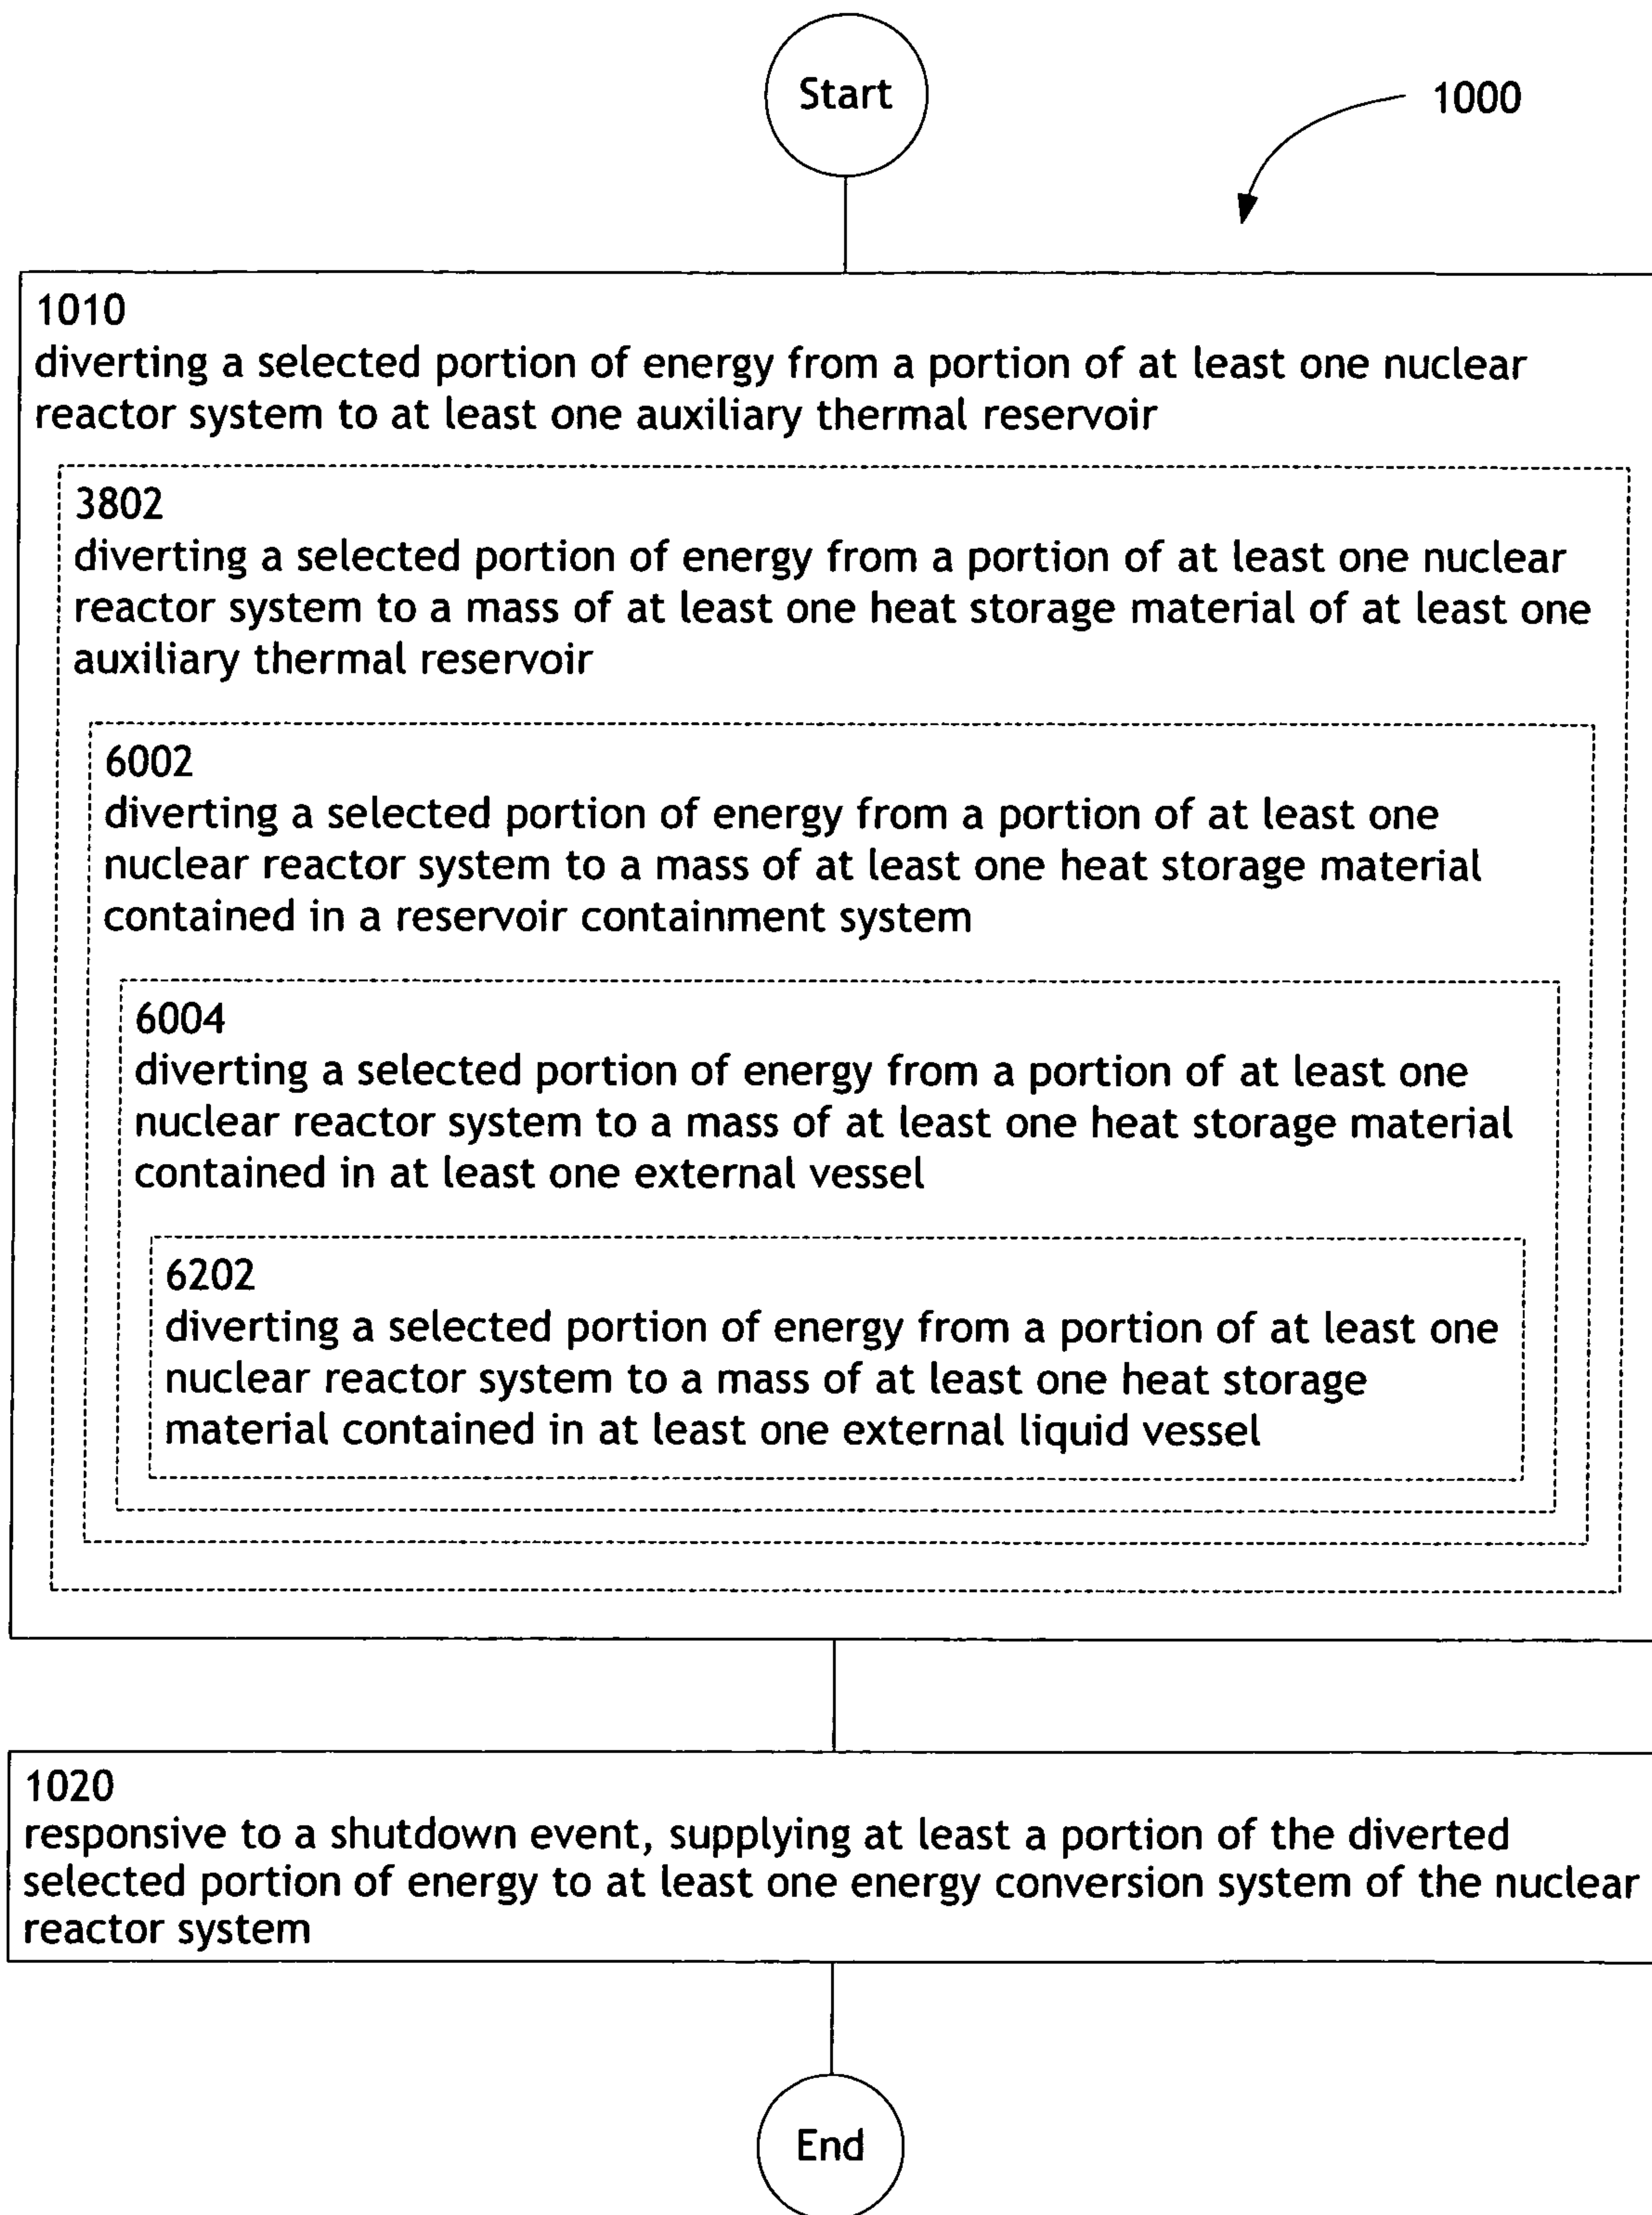 Start
1000
1010
diverting a selected portion of energy from a portion of at least one nuclear
reactor system to at least one auxiliary thermal reservoir
3802
diverting a selected portion of energy from a portion of at least one nuclear
reactor system to a mass of at least one heat storage material of at least one
auxiliary thermal reservoir
6002
diverting a selected portion of energy from a portion of at least one
nuclear reactor system to a mass of at least one heat storage material
contained in a reservoir containment system
6004
diverting a selected portion of energy from a portion of at least one
nuclear reactor system to a mass of at least one heat storage material
contained in at least one external vessel
6202
diverting a selected portion of energy from a portion of at least one
nuclear reactor system to a mass of at least one heat storage
material contained in at least one external liquid vessel
1020
responsive to a shutdown event, supplying at least a portion of the diverted
selected portion of energy to at least one energy conversion system of the nuclear
reactor system
End